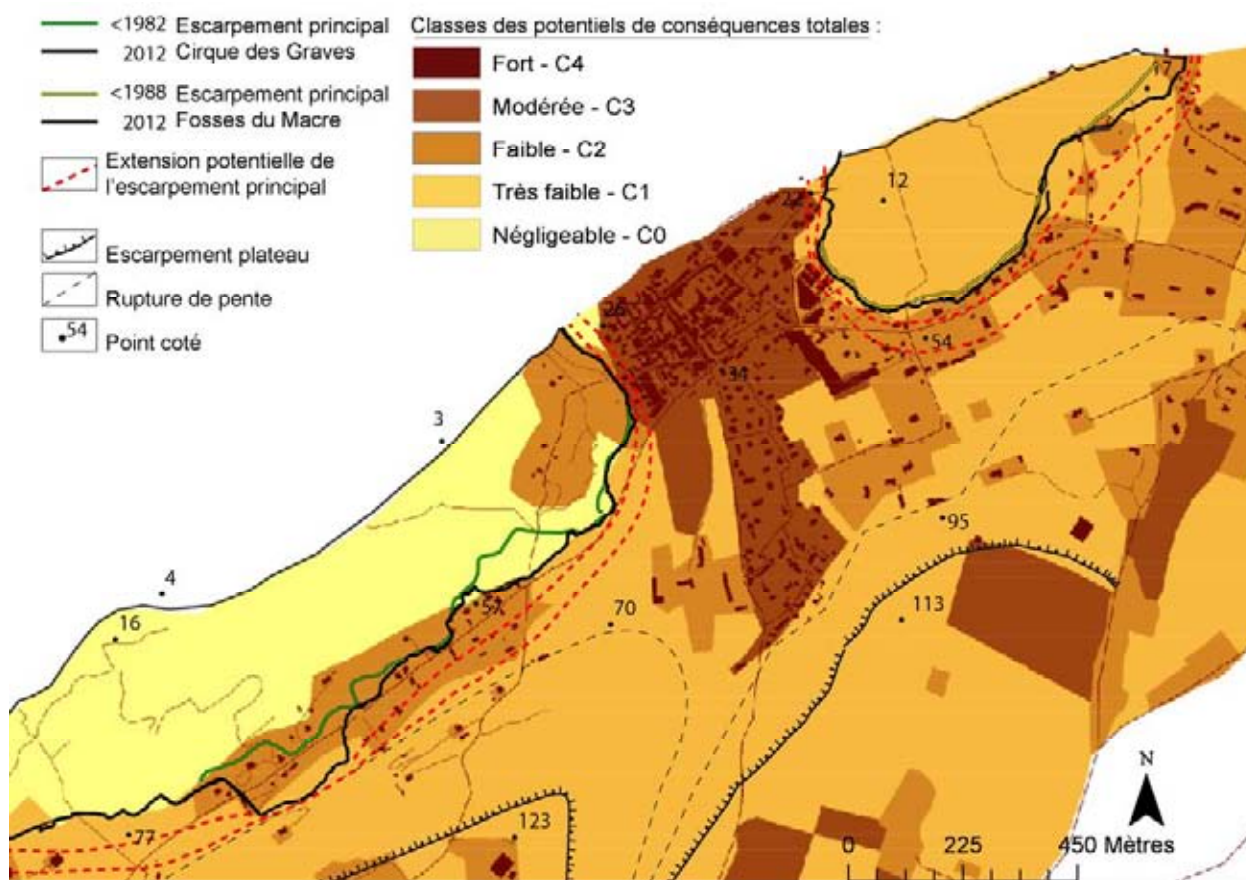 <1982 Escarpement principal
2012 Cirque des Graves
<1988 Escarpement principal
2012 Fosses du Macre
Extension potentielle de
l'escarpement principal
Escarpement plateau
Rupture de pente
54 Point coté
Classes des potentiels de conséquences totales :
Fort - C4
Modérée - C3
Faible - C2
Très faible - C1
Négligeable - C0
17
12
22
26
54
34
3
95
4
57
70
113
16
77
123
N
0 225 450 Mètres